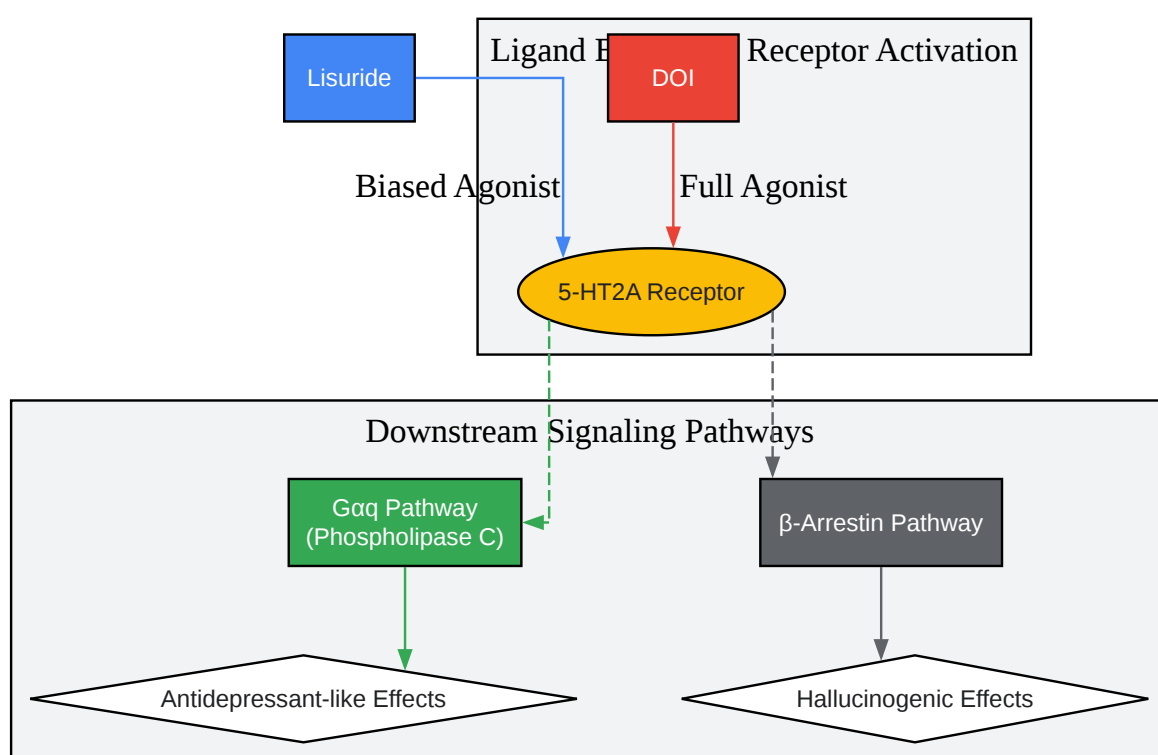 Ligand Receptor Activation
Lisuride
DOI
Biased Agonist
Full Agonist
5-HT2A Receptor
Downstream Signaling Pathways
Gαq Pathway
(Phospholipase C)
β-Arrestin Pathway
Antidepressant-like Effects
Hallucinogenic Effects